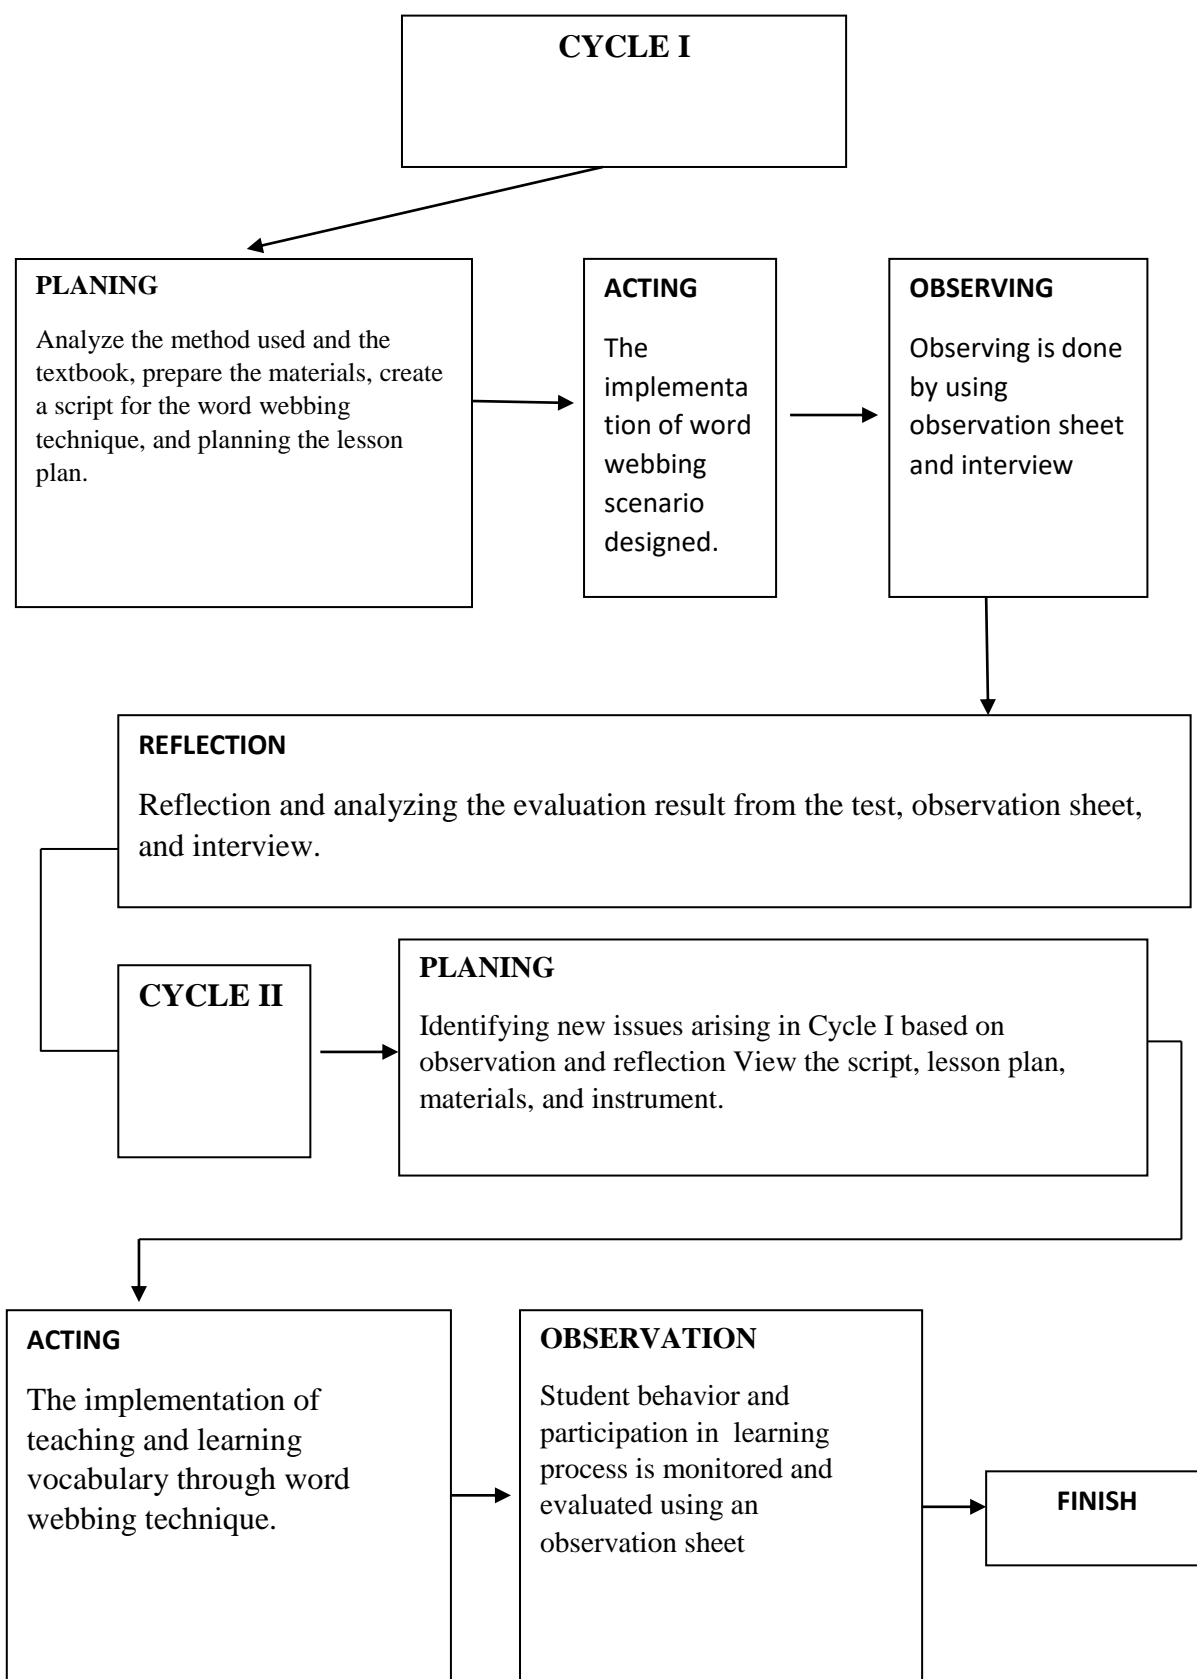 CYCLE I
PLANING
Analyze the method used and the
textbook, prepare the materials, create
a script for the word webbing
technique, and planning the lesson
plan.
ACTING
The
implementa
tion of word
webbing
scenario
designed.
OBSERVING
Observing is done
by using
observation sheet
and interview
REFLECTION
Reflection and analyzing the evaluation result from the test, observation sheet,
and interview.
CYCLE II
PLANING
Identifying new issues arising in Cycle I based on
observation and reflection View the script, lesson plan,
materials, and instrument.
ACTING
The implementation of
teaching and learning
vocabulary through word
webbing technique.
OBSERVATION
Student behavior and
participation in  learning
process is monitored and
evaluated using an
observation sheet
FINISH